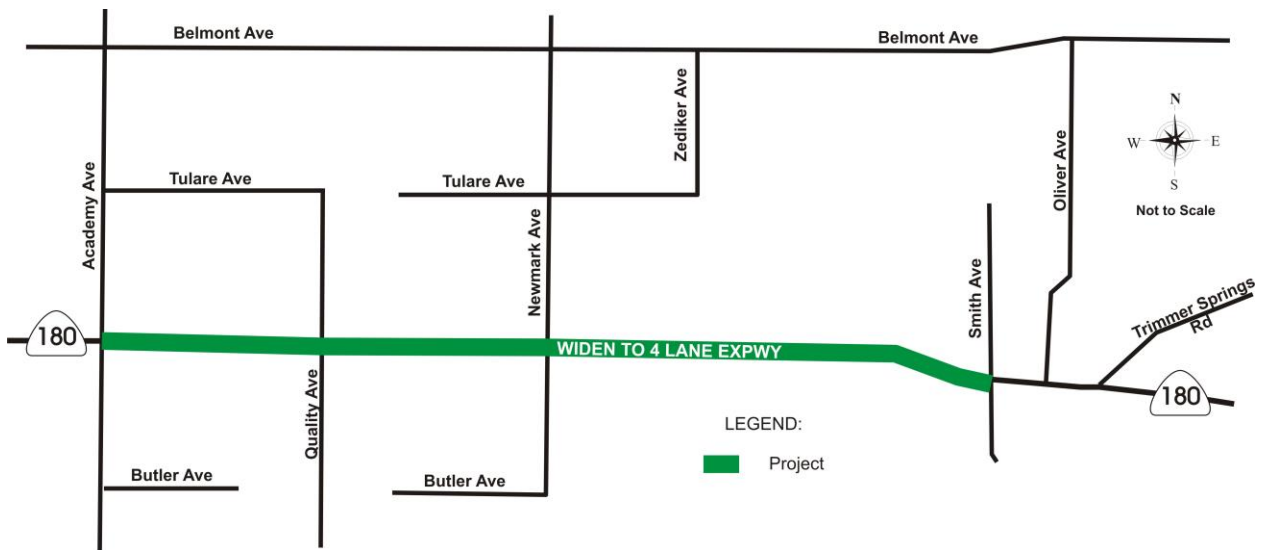 Belmont Ave
Belmont Ave
N
W E
S
Not to Scale
Zediker Ave
Oliver Ave
Tulare Ave
Tulare Ave
Academy Ave
Newmark Ave
Smith Ave
Trimmer Springs
Rd
180
WIDEN TO 4 LANE EXPWY
180
Quality Ave
LEGEND:
Project
Butler Ave
Butler Ave